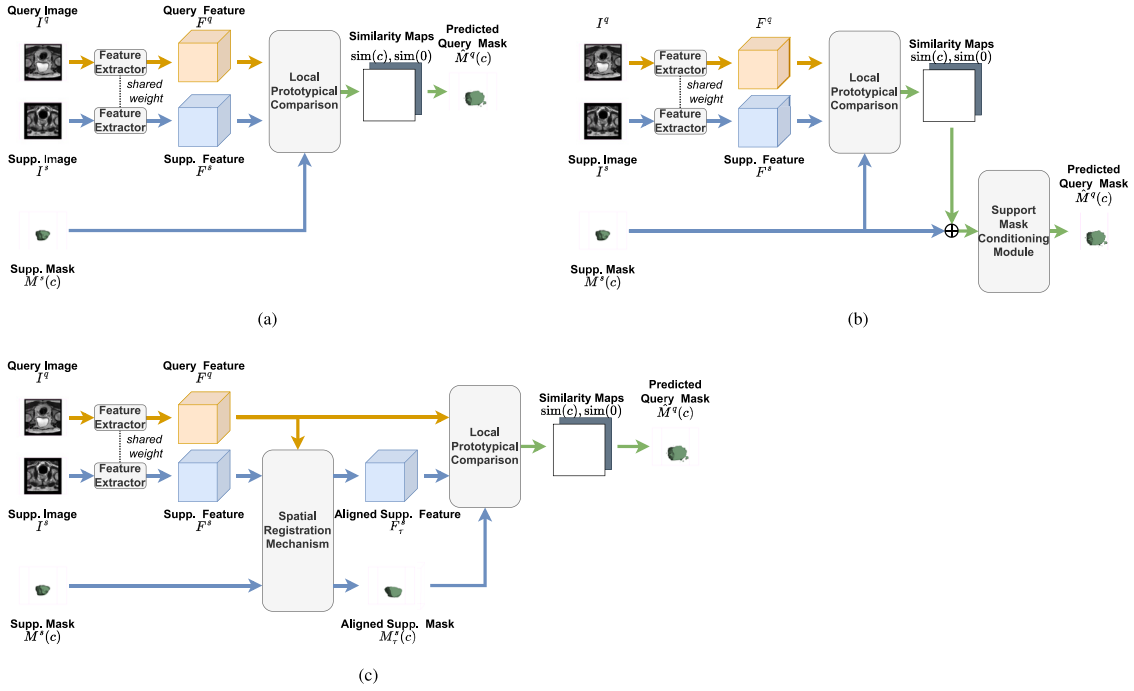 Query Image
I^q
Query Feature
F^q
Feature
Extractor
shared
weight
Feature
Extractor
Supp. Image
I^s
Supp. Feature
F^s
Local
Prototypical
Comparison
Similarity Maps
sim(c), sim(0)
Predicted
Query Mask
M̂^q(c)
Supp. Mask
M^s(c)
(a)
I^q
F^q
Feature
Extractor
shared
weight
Feature
Extractor
Supp. Image
I^s
Supp. Feature
F^s
Local
Prototypical
Comparison
Similarity Maps
sim(c), sim(0)
Supp. Mask
M^s(c)
Support
Mask
Conditioning
Module
Predicted
Query Mask
M̂^q(c)
(b)
Query Image
I^q
Query Feature
F^q
Feature
Extractor
shared
weight
Feature
Extractor
Supp. Image
I^s
Supp. Feature
F^s
Spatial
Registration
Mechanism
Aligned Supp. Feature
F^s_τ
Local
Prototypical
Comparison
Similarity Maps
sim(c), sim(0)
Predicted
Query Mask
M̂^q(c)
Supp. Mask
M^s(c)
Aligned Supp. Mask
M^s_τ(c)
(c)